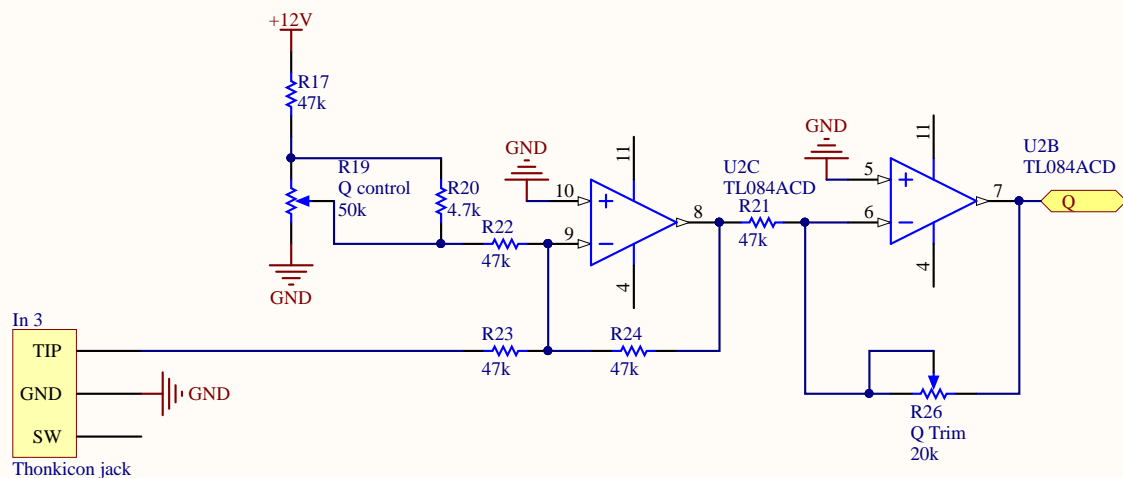 +12V
R17
47k
R19
Q control
50k
R20
4.7k
R22
47k
GND
GND
10
9
8
11
4
U2C
TL084ACD
R21
47k
GND
5
6
7
11
4
U2B
TL084ACD
Q
In 3
TIP
GND
SW
GND
Thonkicon jack
R23
47k
R24
47k
R26
Q Trim
20k